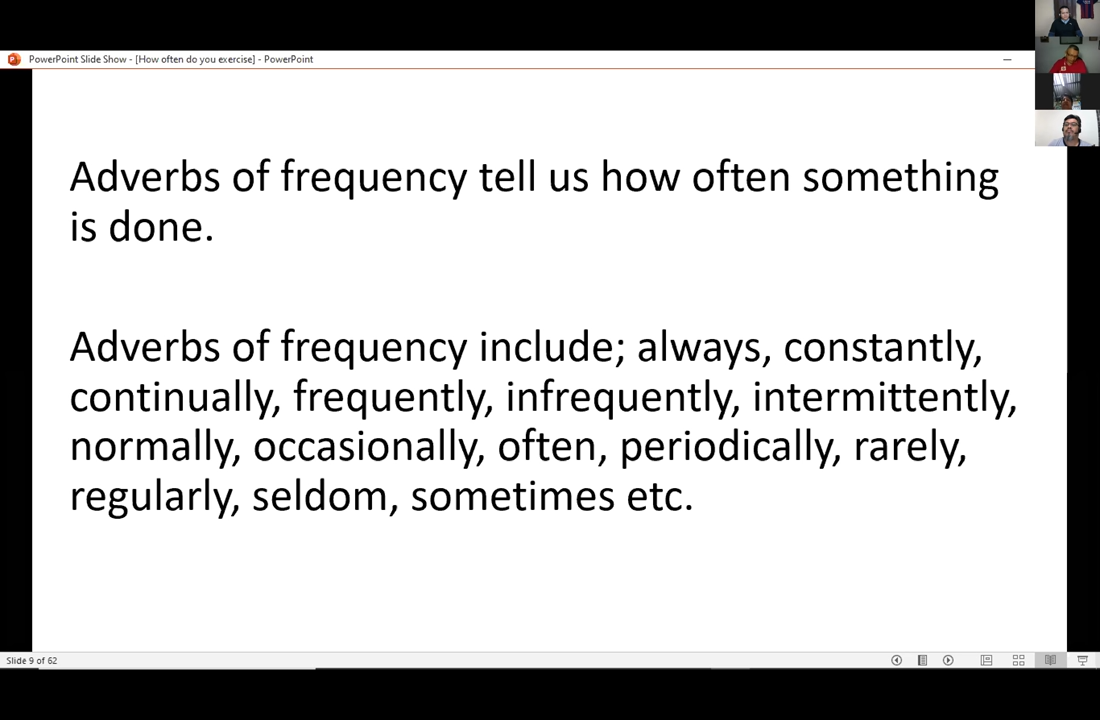 PowerPoint Slide Show - [How often do you exercise] - PowerPoint
Adverbs of frequency tell us how often something
is done.
Adverbs of frequency include; always, constantly,
continually, frequently, infrequently, intermittently,
normally, occasionally, often, periodically, rarely,
regularly, seldom, sometimes etc.
Slide 9 of 62